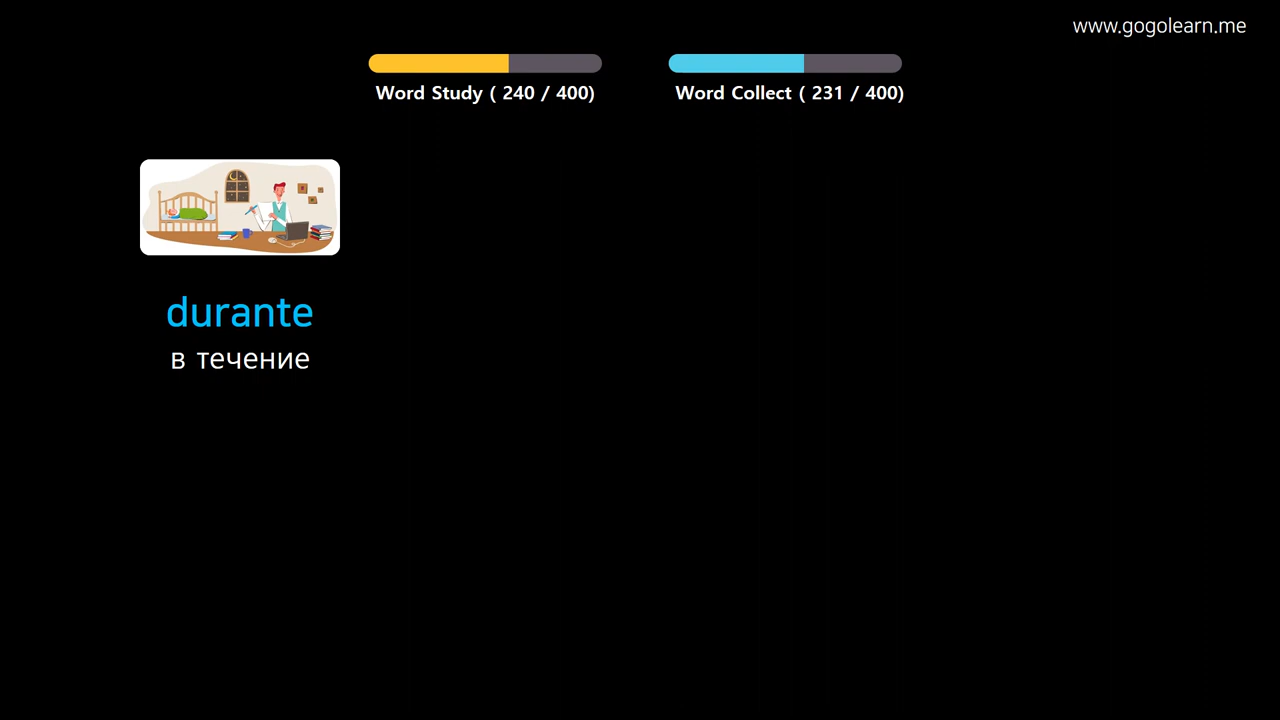 www.gogolearn.me
Word Study ( 240 / 400)
Word Collect ( 231 / 400)
durante
в течение